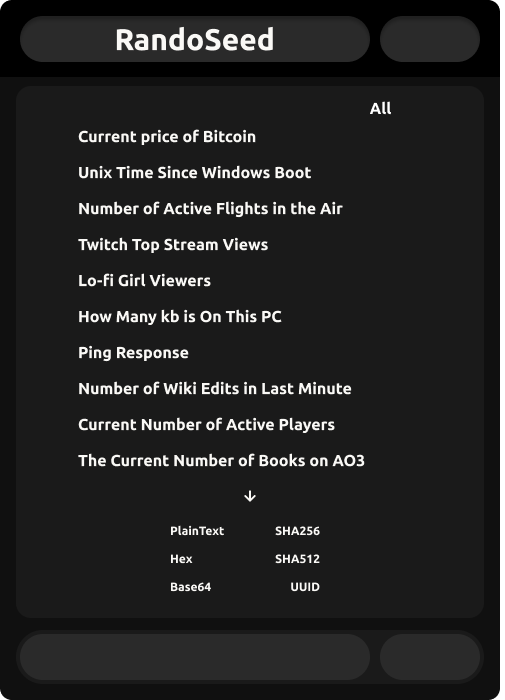 RandoSeed
All
Current price of Bitcoin
Unix Time Since Windows Boot
Number of Active Flights in the Air
Twitch Top Stream Views
Lo-fi Girl Viewers
How Many kb is On This PC
Ping Response
Number of Wiki Edits in Last Minute
Current Number of Active Players
The Current Number of Books on AO3
↓
PlainText SHA256
Hex SHA512
Base64 UUID